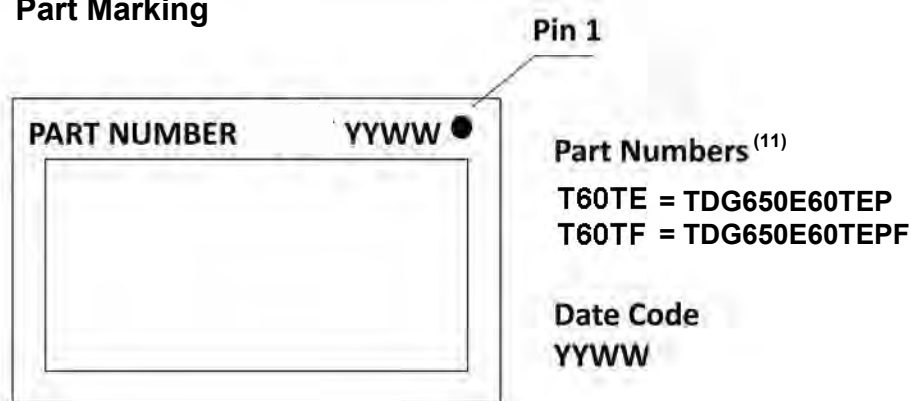 Part Marking
Pin 1
PART NUMBER YYWW
Part Numbers (11)
T60TE = TDG650E60TEP
T60TF = TDG650E60TEPF
Date Code
YYWW